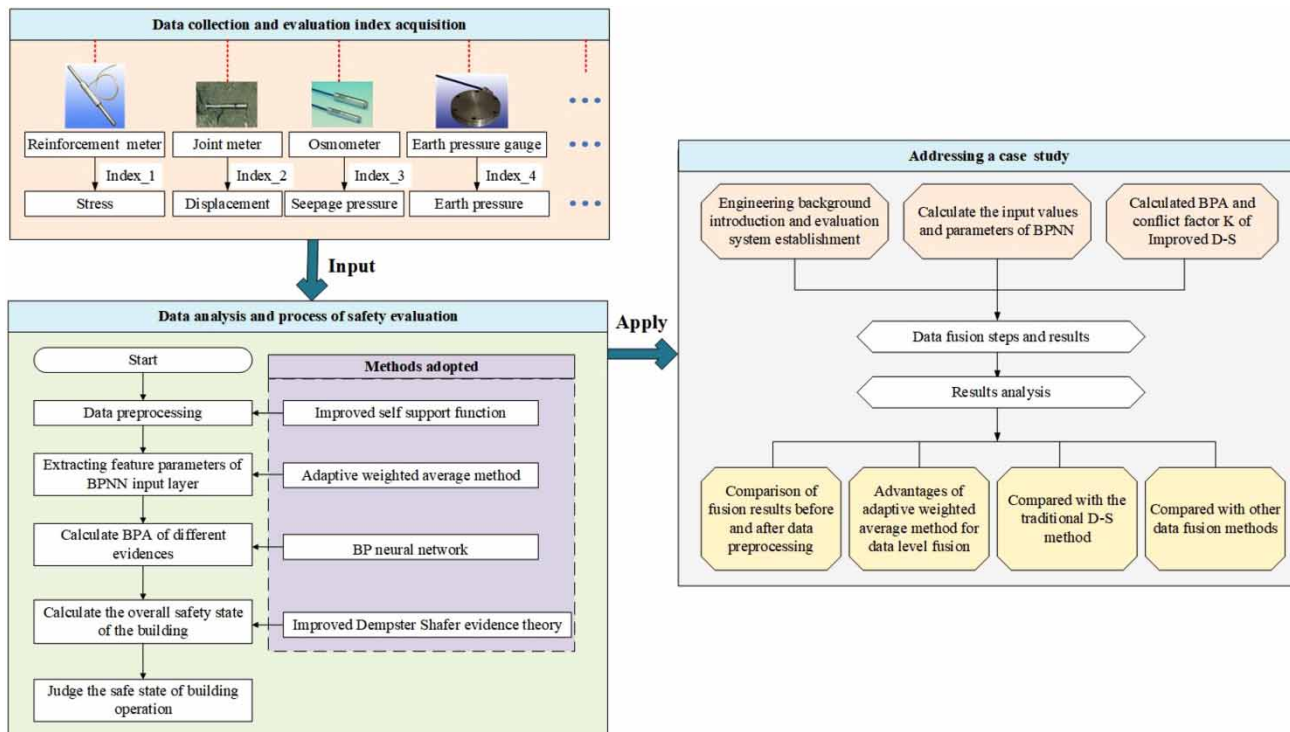 Data collection and evaluation index acquisition
Reinforcement meter
Joint meter
Osmometer
Earth pressure gauge
Index_1
Index_2
Index_3
Index_4
Stress
Displacement
Seepage pressure
Earth pressure
Input
Data analysis and process of safety evaluation
Start
Methods adopted
Data preprocessing
Improved self support function
Extracting feature parameters of
BPNN input layer
Adaptive weighted average method
Calculate BPA of different
evidences
BP neural network
Calculate the overall safety state
of the building
Improved Dempster Shafer evidence theory
Judge the safe state of building
operation
Apply
Addressing a case study
Engineering background
introduction and evaluation
system establishment
Calculate the input values
and parameters of BPNN
Calculated BPA and
conflict factor K of
Improved D-S
Data fusion steps and results
Results analysis
Comparison of
fusion results before
and after data
preprocessing
Advantages of
adaptive weighted
average method for
data level fusion
Compared with the
traditional D-S
method
Compared with other
data fusion methods